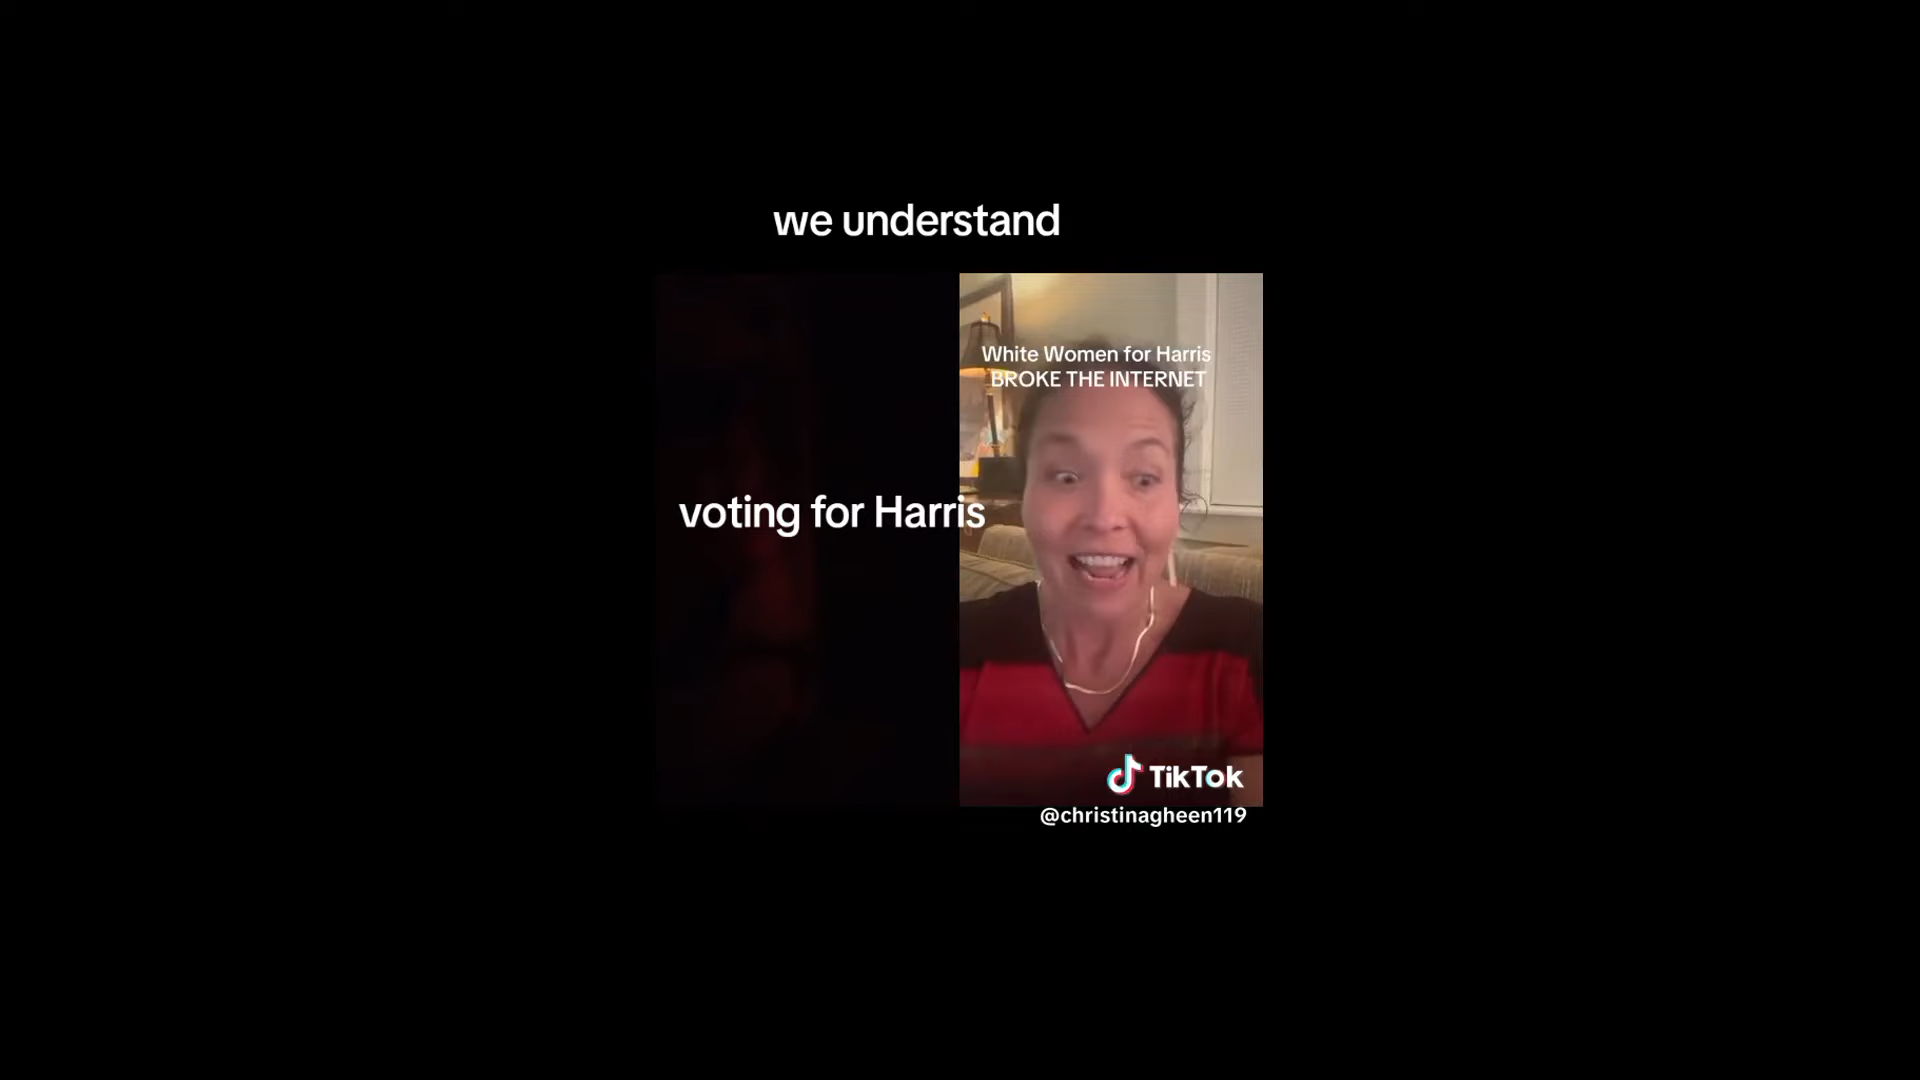 we understand
White Women for Harris
BROKE THE INTERNET
voting for Harris
TikTok
@christinagheen119